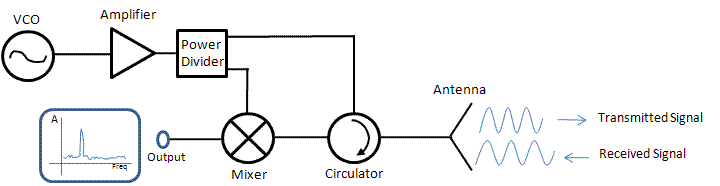 VCO
Amplifier
Power
Divider
Antenna
Transmitted Signal
Received Signal
A
Freq
Output
Mixer
Circulator